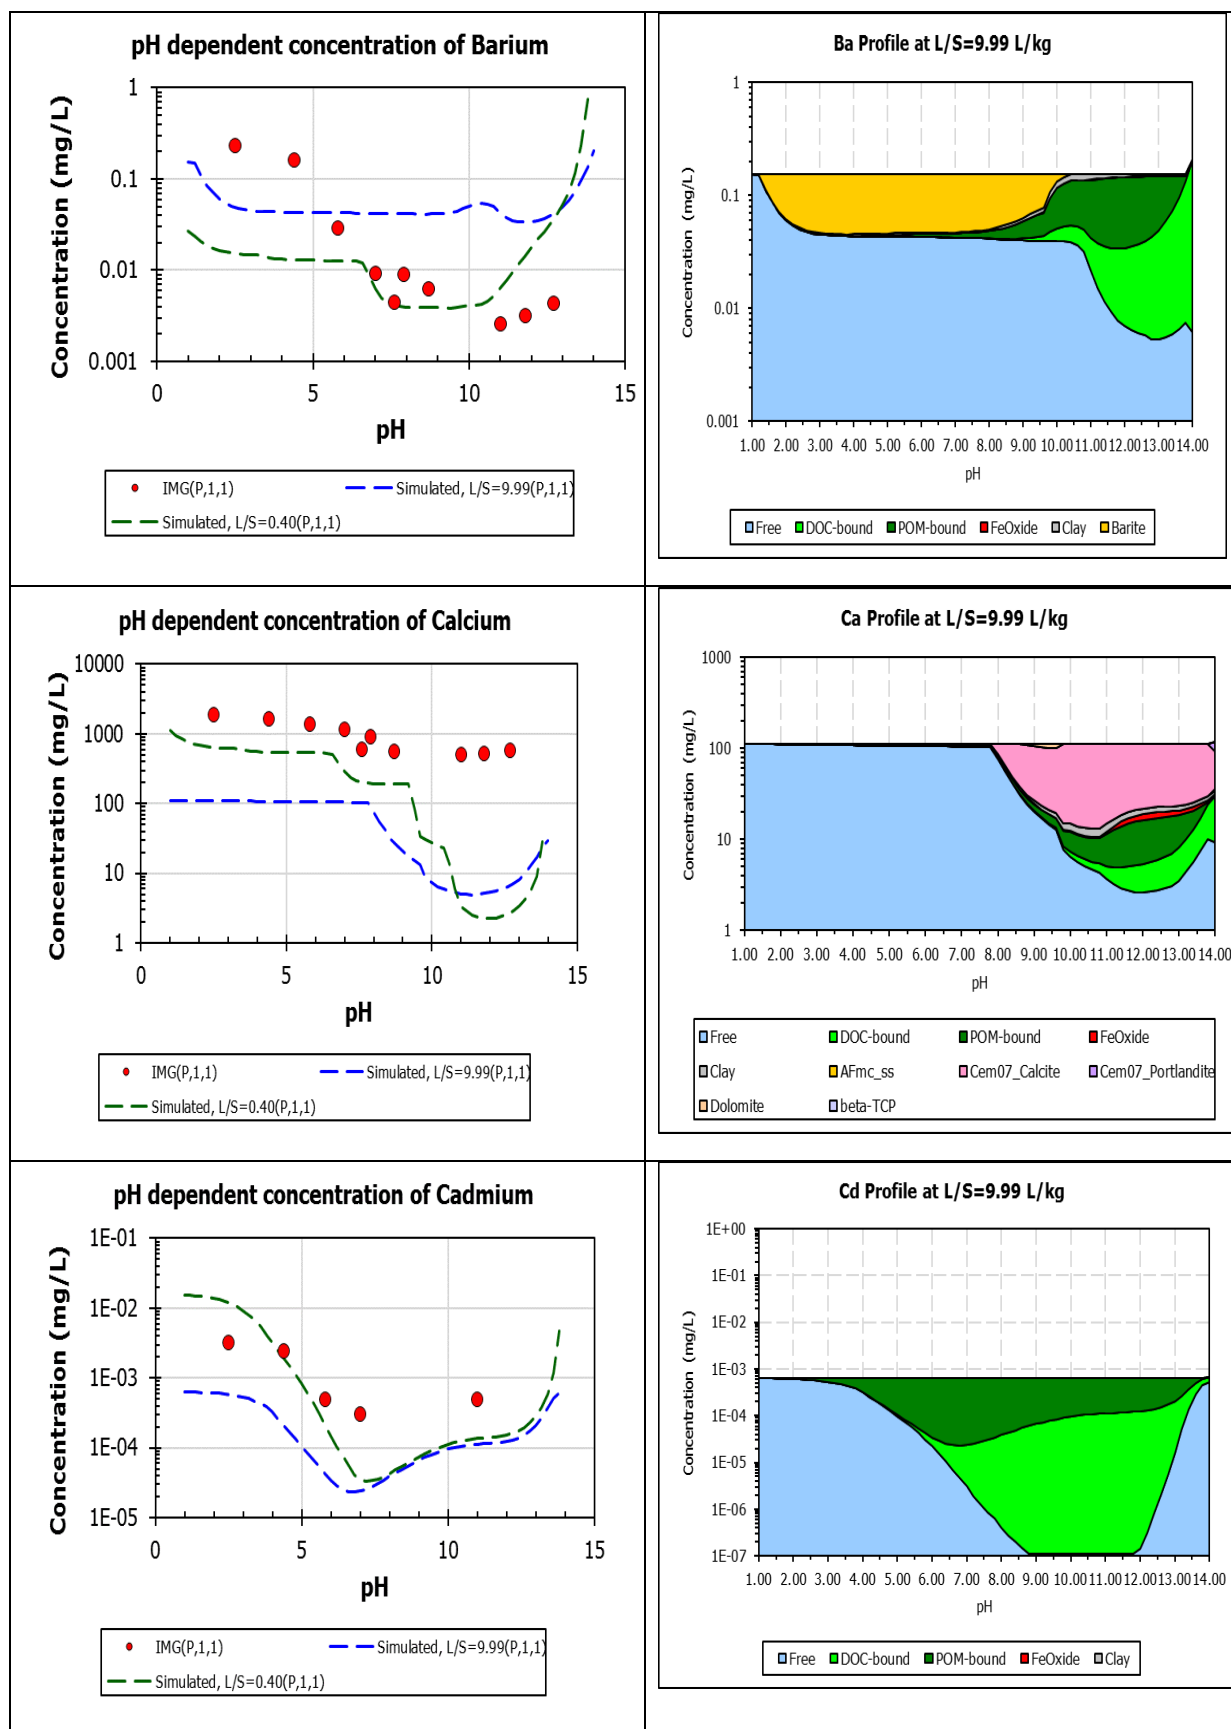 pH dependent concentration of Barium
Concentration (mg/L)
1
0.1
0.01
0.001
0 5 10 15
pH
IMG(P,1,1) Simulated, L/S=9.99(P,1,1)
Simulated, L/S=0.40(P,1,1)
Ba Profile at L/S=9.99 L/kg
Concentration (mg/L)
1
0.1
0.01
0.001
1.00 2.00 3.00 4.00 5.00 6.00 7.00 8.00 9.00 10.00 11.00 12.00 13.00 14.00
pH
Free DOC-bound POM-bound FeOxide Clay Barite
pH dependent concentration of Calcium
Concentration (mg/L)
10000
1000
100
10
1
0 5 10 15
pH
IMG(P,1,1) Simulated, L/S=9.99(P,1,1)
Simulated, L/S=0.40(P,1,1)
Ca Profile at L/S=9.99 L/kg
Concentration (mg/L)
1000
100
10
1
1.00 2.00 3.00 4.00 5.00 6.00 7.00 8.00 9.00 10.00 11.00 12.00 13.00 14.00
pH
Free DOC-bound POM-bound FeOxide
Clay AFmc_ss Cem07_Calcite Cem07_Portlandite
Dolomite beta-TCP
pH dependent concentration of Cadmium
Concentration (mg/L)
1E-01
1E-02
1E-03
1E-04
1E-05
0 5 10 15
pH
IMG(P,1,1) Simulated, L/S=9.99(P,1,1)
Simulated, L/S=0.40(P,1,1)
Cd Profile at L/S=9.99 L/kg
Concentration (mg/L)
1E+00
1E-01
1E-02
1E-03
1E-04
1E-05
1E-06
1E-07
1.00 2.00 3.00 4.00 5.00 6.00 7.00 8.00 9.00 10.00 11.00 12.00 13.00 14.00
pH
Free DOC-bound POM-bound FeOxide Clay